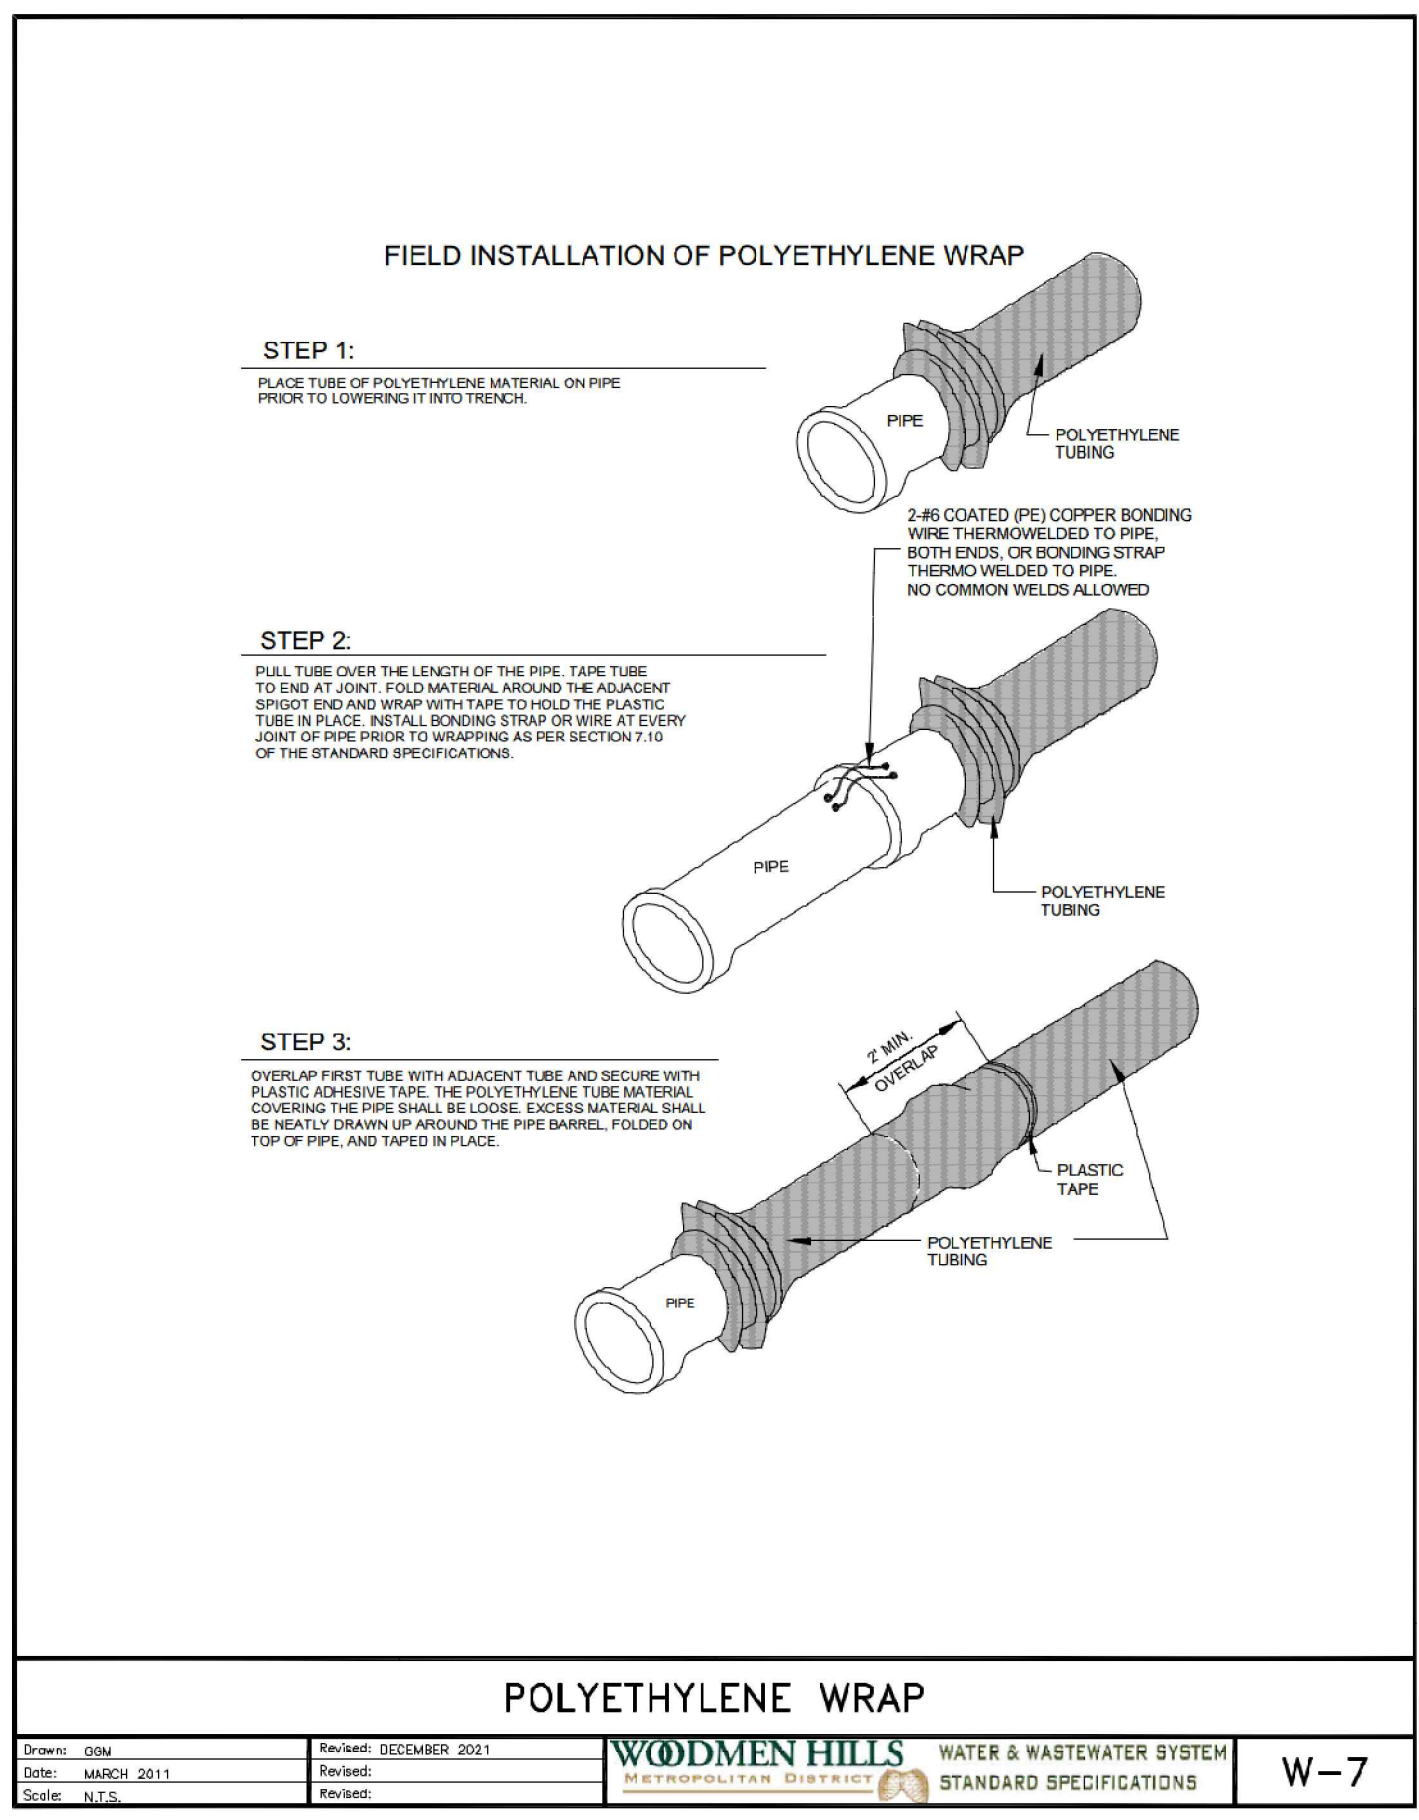 FIELD INSTALLATION OF POLYETHYLENE WRAP
STEP 1:
PLACE TUBE OF POLYETHYLENE MATERIAL ON PIPE
PRIOR TO LOWERING IT INTO TRENCH.
PIPE
POLYETHYLENE
TUBING
2-#6 COATED (PE) COPPER BONDING
WIRE THERMOWELDED TO PIPE,
BOTH ENDS, OR BONDING STRAP
THERMO WELDED TO PIPE.
NO COMMON WELDS ALLOWED
STEP 2:
PULL TUBE OVER THE LENGTH OF THE PIPE. TAPE TUBE
TO END AT JOINT. FOLD MATERIAL AROUND THE ADJACENT
SPIGOT END AND WRAP WITH TAPE TO HOLD THE PLASTIC
TUBE IN PLACE. INSTALL BONDING STRAP OR WIRE AT EVERY
JOINT OF PIPE PRIOR TO WRAPPING AS PER SECTION 7.10
OF THE STANDARD SPECIFICATIONS.
PIPE
POLYETHYLENE
TUBING
STEP 3:
OVERLAP FIRST TUBE WITH ADJACENT TUBE AND SECURE WITH
PLASTIC ADHESIVE TAPE. THE POLYETHYLENE TUBE MATERIAL
COVERING THE PIPE SHALL BE LOOSE. EXCESS MATERIAL SHALL
BE NEATLY DRAWN UP AROUND THE PIPE BARREL, FOLDED ON
TOP OF PIPE, AND TAPED IN PLACE.
2' MIN.
OVERLAP
PLASTIC
TAPE
POLYETHYLENE
TUBING
PIPE
POLYETHYLENE WRAP
Drawn: GGM
Date: MARCH 2011
Scale: N.T.S.
Revised: DECEMBER 2021
Revised:
Revised:
WOODMEN HILLS
METROPOLITAN DISTRICT
WATER & WASTEWATER SYSTEM
STANDARD SPECIFICATIONS
W-7